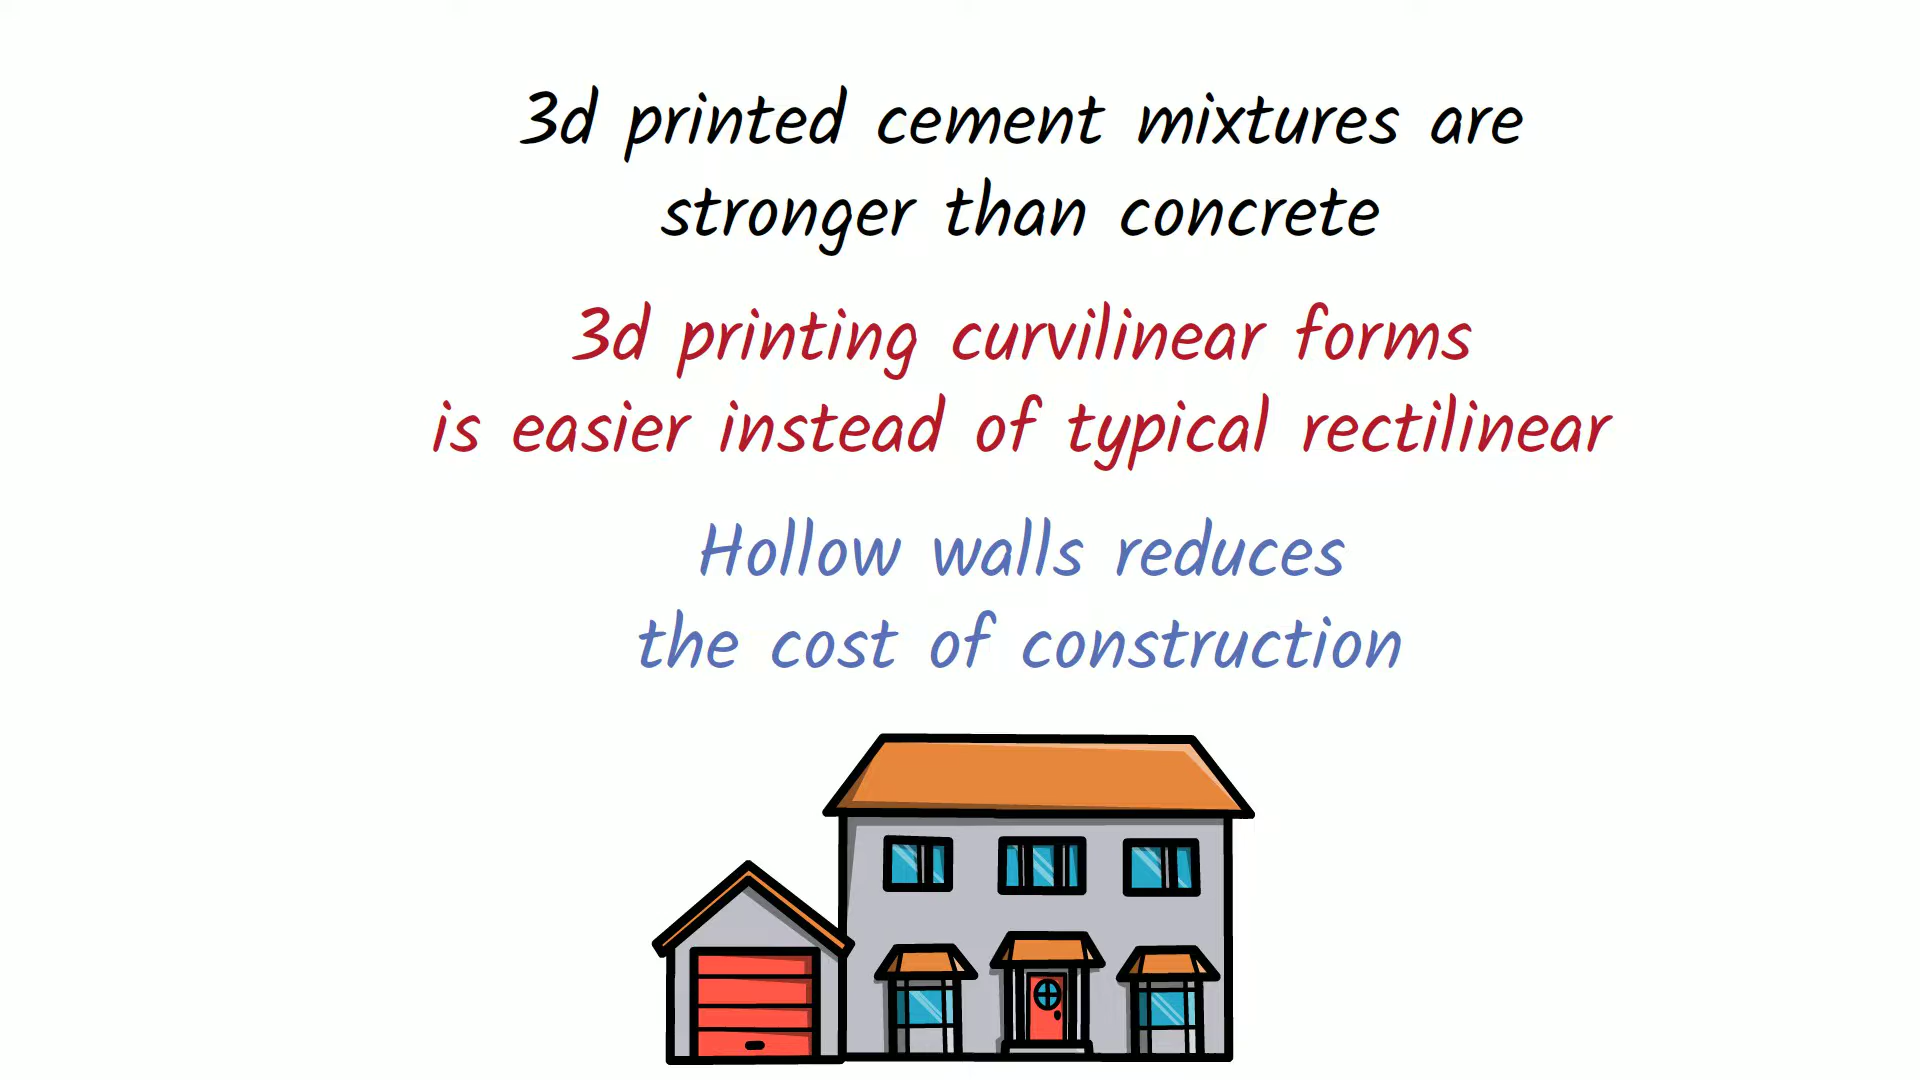 3d printed cement mixtures are
stronger than concrete
3d printing curvilinear forms
is easier instead of typical rectilinear
Hollow walls reduces
the cost of construction